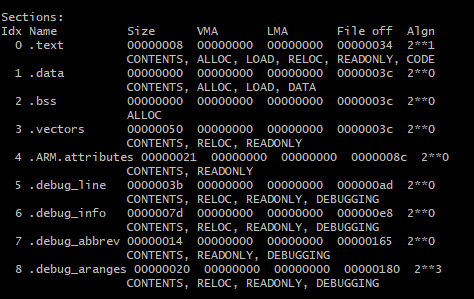 Sections:
Idx Name          Size      VMA       LMA       File off  Algn
  0 .text         00000008  00000000  00000000  00000034  2**1
                  CONTENTS, ALLOC, LOAD, RELOC, READONLY, CODE
  1 .data         00000000  00000000  00000000  0000003c  2**0
                  CONTENTS, ALLOC, LOAD, DATA
  2 .bss          00000000  00000000  00000000  0000003c  2**0
                  ALLOC
  3 .vectors      00000050  00000000  00000000  0000003c  2**0
                  CONTENTS, RELOC, READONLY
  4 .ARM.attributes 00000021  00000000  00000000  0000008c  2**0
                  CONTENTS, READONLY
  5 .debug_line   0000003b  00000000  00000000  000000ad  2**0
                  CONTENTS, RELOC, READONLY, DEBUGGING
  6 .debug_info   0000007d  00000000  00000000  000000e8  2**0
                  CONTENTS, RELOC, READONLY, DEBUGGING
  7 .debug_abbrev 00000014  00000000  00000000  00000165  2**0
                  CONTENTS, READONLY, DEBUGGING
  8 .debug_aranges 00000020  00000000  00000000  00000180  2**3
                  CONTENTS, RELOC, READONLY, DEBUGGING